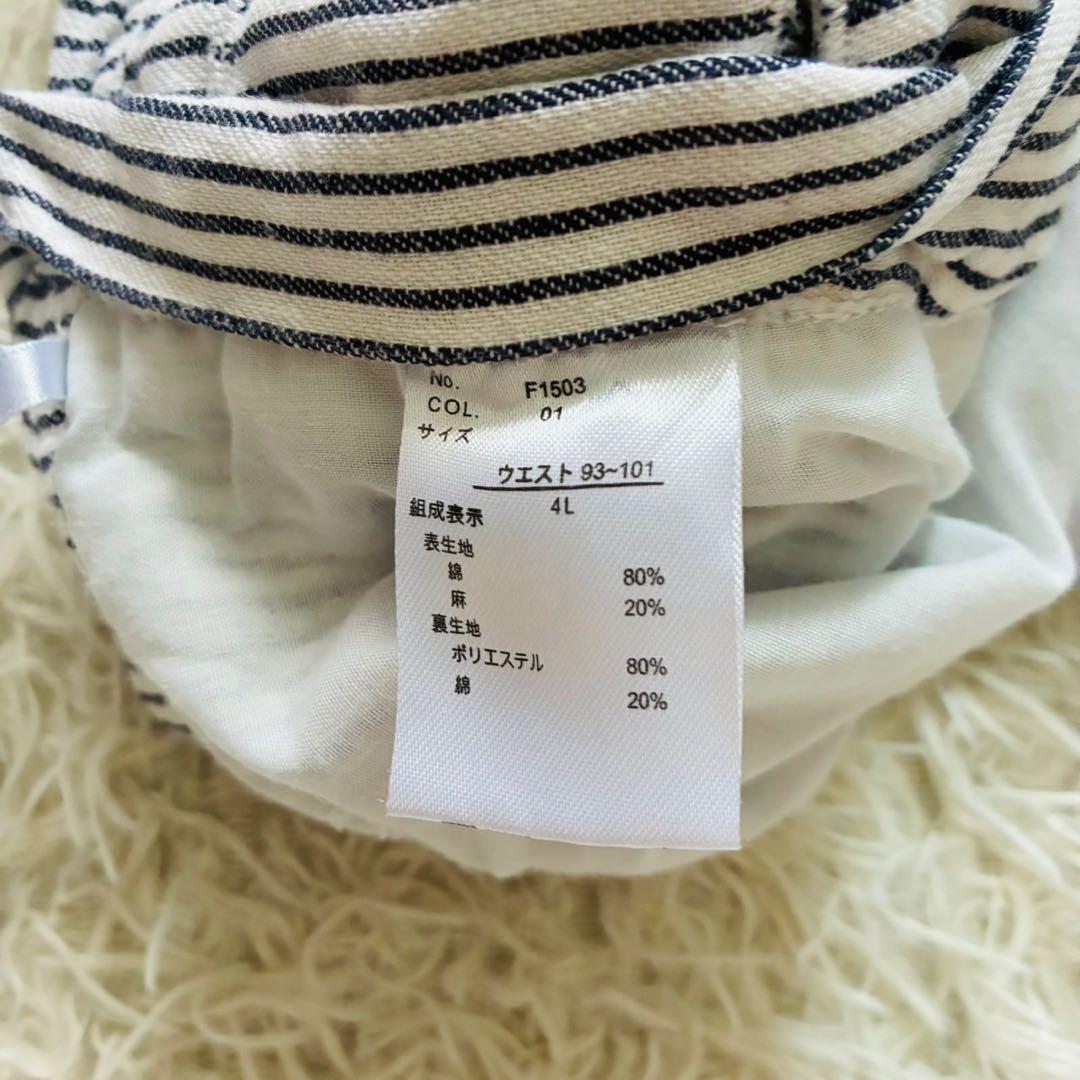 No. F1503
COL. 01
サイズ
ウエスト 93~101
4L
組成表示
表生地
綿 80%
麻 20%
裏生地
ポリエステル 80%
綿 20%